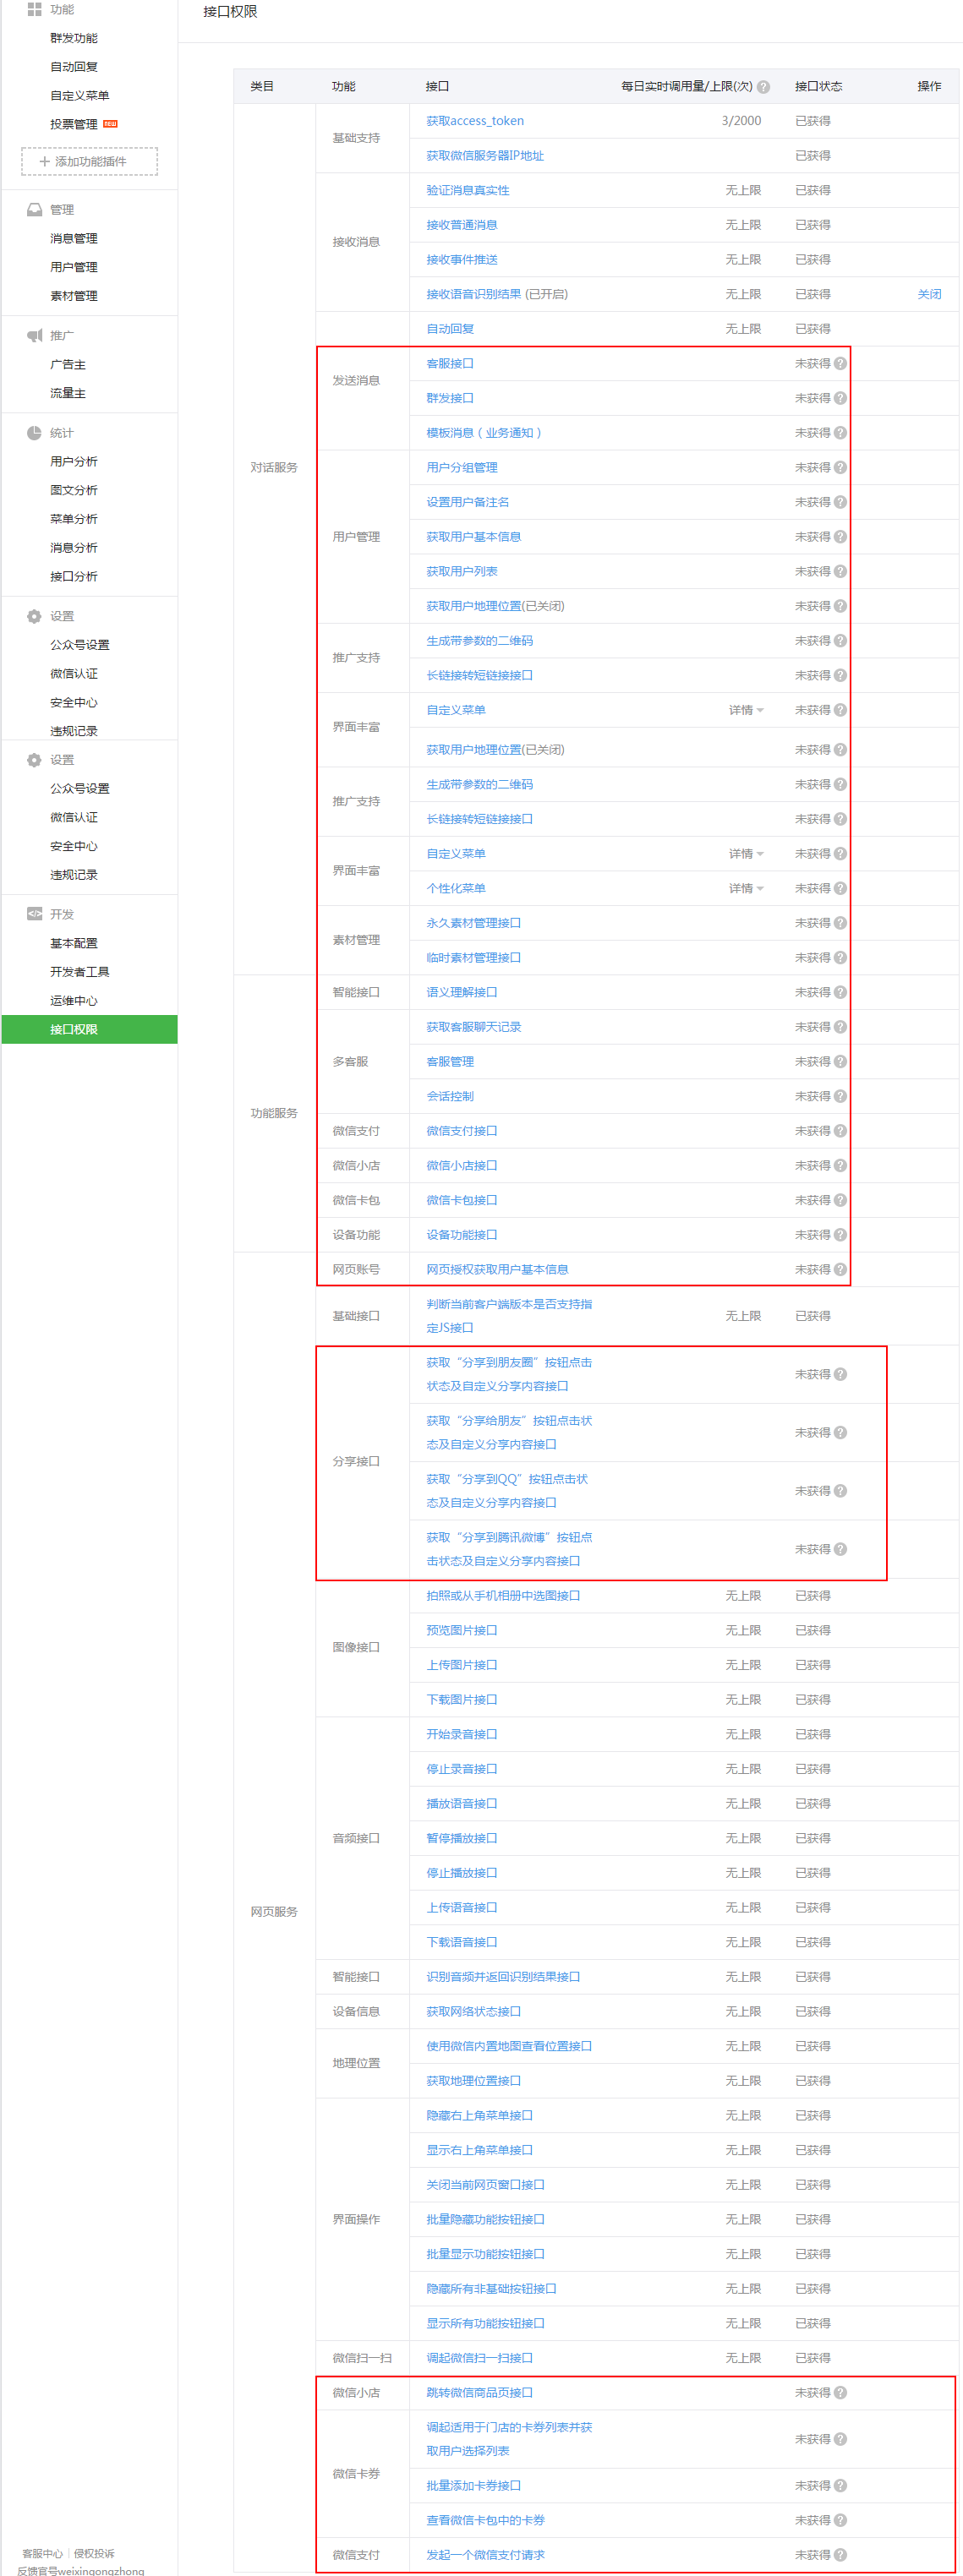 功能
群发功能
自动回复
自定义菜单
投票管理 NEW
添加功能插件
管理
消息管理
用户管理
素材管理
推广
广告主
流量主
统计
用户分析
图文分析
菜单分析
消息分析
接口分析
设置
公众号设置
微信认证
安全中心
违规记录
设置
公众号设置
微信认证
安全中心
违规记录
开发
基本配置
开发者工具
运维中心
接口权限
客服中心 | 侵权投诉
反馈官号weixingongzhong
接口权限
类目 功能 接口 每日实时调用量/上限(次) ? 接口状态 操作
对话服务
基础支持
获取access_token 3/2000 已获得
获取微信服务器IP地址 已获得
接收消息
验证消息真实性 无上限 已获得
接收普通消息 无上限 已获得
接收事件推送 无上限 已获得
接收语音识别结果 (已开启) 无上限 已获得 关闭
发送消息
自动回复 无上限 已获得
客服接口 未获得 ?
群发接口 未获得 ?
模板消息（业务通知） 未获得 ?
用户管理
用户分组管理 未获得 ?
设置用户备注名 未获得 ?
获取用户基本信息 未获得 ?
获取用户列表 未获得 ?
获取用户地理位置(已关闭) 未获得 ?
推广支持
生成带参数的二维码 未获得 ?
长链接转短链接接口 未获得 ?
界面丰富
自定义菜单 详情 未获得 ?
获取用户地理位置(已关闭) 未获得 ?
推广支持
生成带参数的二维码 未获得 ?
长链接转短链接接口 未获得 ?
界面丰富
自定义菜单 详情 未获得 ?
个性化菜单 详情 未获得 ?
素材管理
永久素材管理接口 未获得 ?
临时素材管理接口 未获得 ?
功能服务
智能接口 语义理解接口 未获得 ?
多客服
获取客服聊天记录 未获得 ?
客服管理 未获得 ?
会话控制 未获得 ?
微信支付 微信支付接口 未获得 ?
微信小店 微信小店接口 未获得 ?
微信卡包 微信卡包接口 未获得 ?
设备功能 设备功能接口 未获得 ?
网页服务
网页账号 网页授权获取用户基本信息 未获得 ?
基础接口
判断当前客户端版本是否支持指
定JS接口
无上限 已获得
分享接口
获取“分享到朋友圈”按钮点击
状态及自定义分享内容接口
未获得 ?
获取“分享给朋友”按钮点击状
态及自定义分享内容接口
未获得 ?
获取“分享到QQ”按钮点击状
态及自定义分享内容接口
未获得 ?
获取“分享到腾讯微博”按钮点
击状态及自定义分享内容接口
未获得 ?
图像接口
拍照或从手机相册中选图接口 无上限 已获得
预览图片接口 无上限 已获得
上传图片接口 无上限 已获得
下载图片接口 无上限 已获得
音频接口
开始录音接口 无上限 已获得
停止录音接口 无上限 已获得
播放语音接口 无上限 已获得
暂停播放接口 无上限 已获得
停止播放接口 无上限 已获得
上传语音接口 无上限 已获得
下载语音接口 无上限 已获得
智能接口 识别音频并返回识别结果接口 无上限 已获得
设备信息 获取网络状态接口 无上限 已获得
地理位置
使用微信内置地图查看位置接口 无上限 已获得
获取地理位置接口 无上限 已获得
界面操作
隐藏右上角菜单接口 无上限 已获得
显示右上角菜单接口 无上限 已获得
关闭当前网页窗口接口 无上限 已获得
批量隐藏功能按钮接口 无上限 已获得
批量显示功能按钮接口 无上限 已获得
隐藏所有非基础按钮接口 无上限 已获得
显示所有功能按钮接口 无上限 已获得
微信扫一扫 调起微信扫一扫接口 无上限 已获得
微信小店 跳转微信商品页接口 未获得 ?
微信卡券
调起适用于门店的卡券列表并获
取用户选择列表
未获得 ?
批量添加卡券接口 未获得 ?
查看微信卡包中的卡券 未获得 ?
微信支付 发起一个微信支付请求 未获得 ?